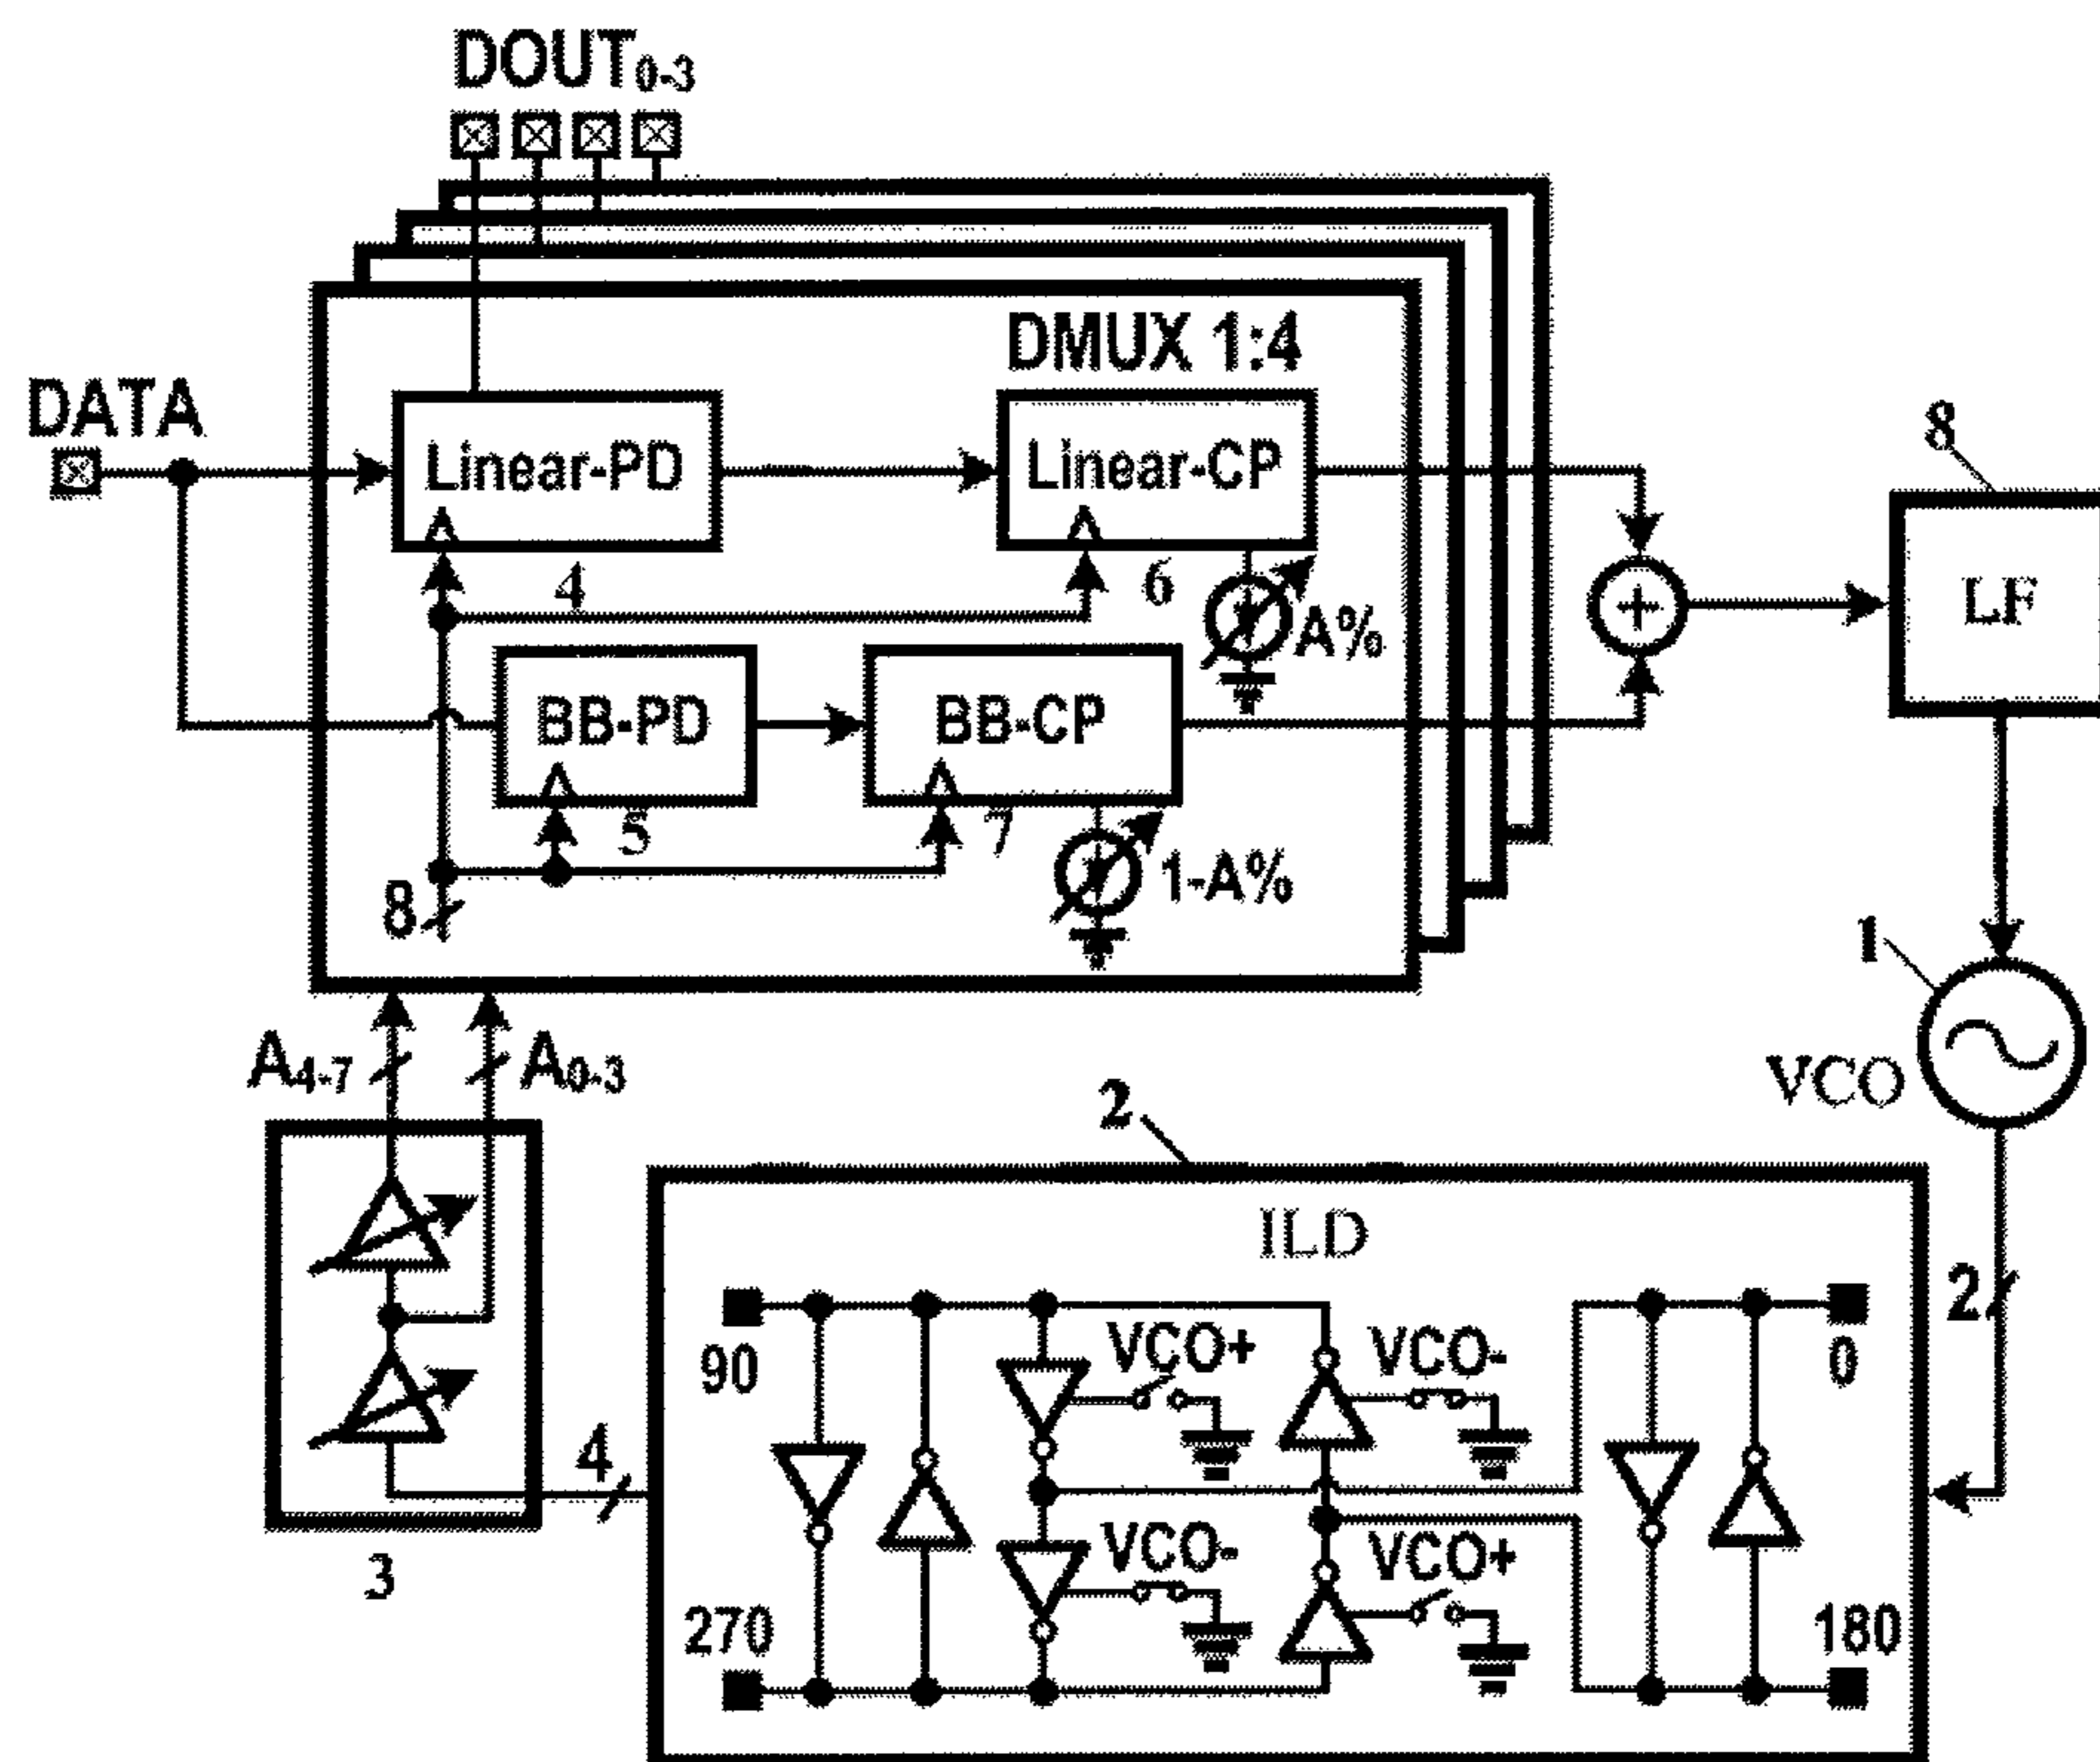 DOUT0-3
DMUX 1:4
DATA
Linear-PD
Linear-CP
8
LF
4
6
A%
BB-PD
BB-CP
5
7
1-A%
8
1
VCO
A4-7
A0-3
2
ILD
2
90
VCO+
VCO-
0
4
VCO-
VCO+
3
270
180